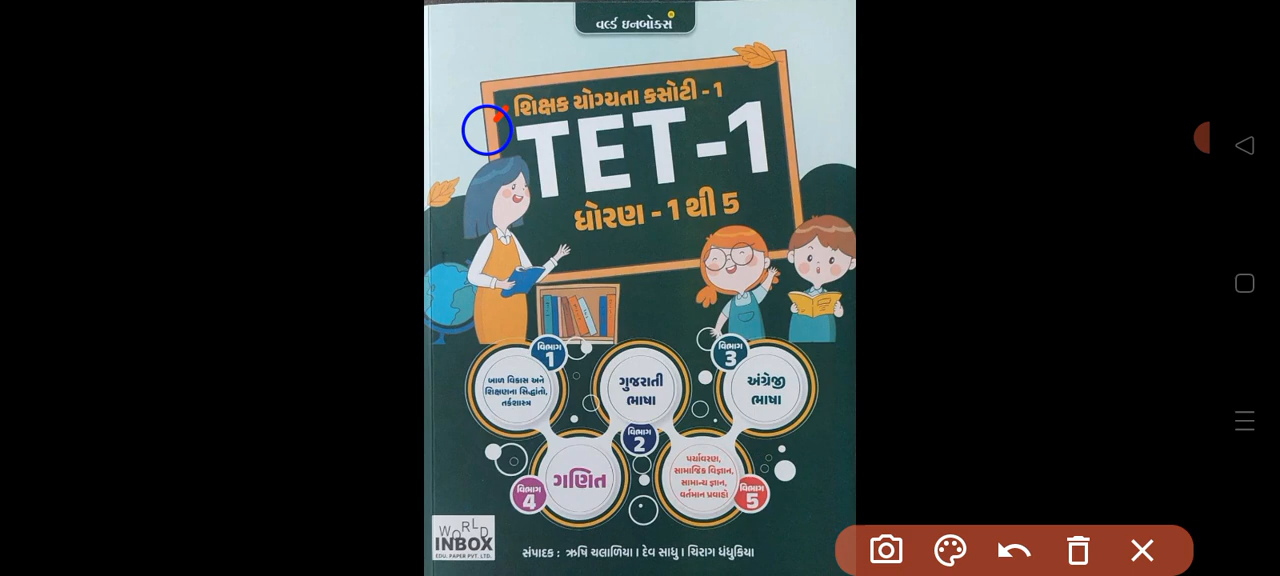 વર્લ્ડ ઇનબોક્સ
શિક્ષક યોગ્યતા કસોટી - 1
TET-1
ધોરણ - 1 થી 5
વિભાગ
1
બાળ વિકાસ અને
શિક્ષણના સિદ્ધાંતો,
તર્કશાસ્ત્ર
ગુજરાતી
ભાષા
વિભાગ
2
વિભાગ
3
અંગ્રેજી
ભાષા
ગણિત
વિભાગ
4
પર્યાવરણ,
સામાજિક વિજ્ઞાન,
સામાન્ય જ્ઞાન,
વર્તમાન પ્રવાહો
વિભાગ
5
WORLD
INBOX
EDU. PAPER PVT. LTD.
સંપાદક : ઋષિ ચલાળિયા । દેવ સાધુ । ચિરાગ ધંધુકિયા